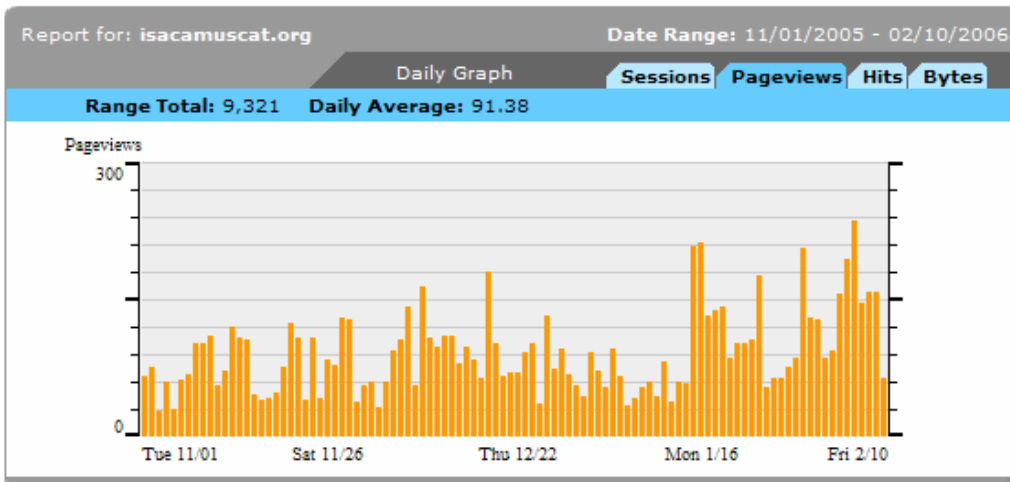 Report for: isacamuscat.org
Date Range: 11/01/2005 - 02/10/2006
Daily Graph
Sessions Pageviews Hits Bytes
Range Total: 9,321 Daily Average: 91.38
Pageviews
300
0
Tue 11/01 Sat 11/26 Thu 12/22 Mon 1/16 Fri 2/10